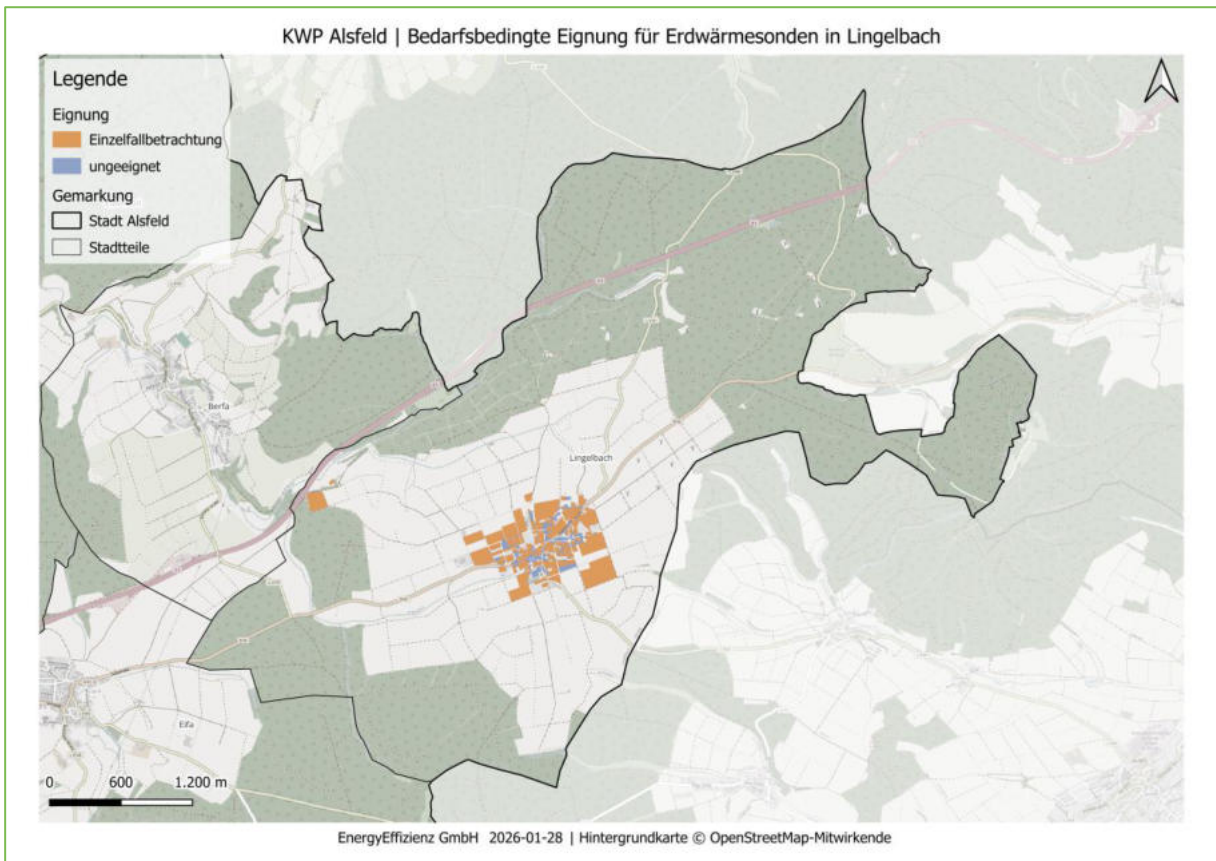 KWP Alsfeld | Bedarfsbedingte Eignung für Erdwärmesonden in Lingelbach
Legende
Eignung
Einzelfallbetrachtung
ungeeignet
Gemarkung
Stadt Alsfeld
Stadtteile
Berfa
Lingelbach
Eifa
0 600 1.200 m
EnergyEffizienz GmbH 2026-01-28 | Hintergrundkarte © OpenStreetMap-Mitwirkende